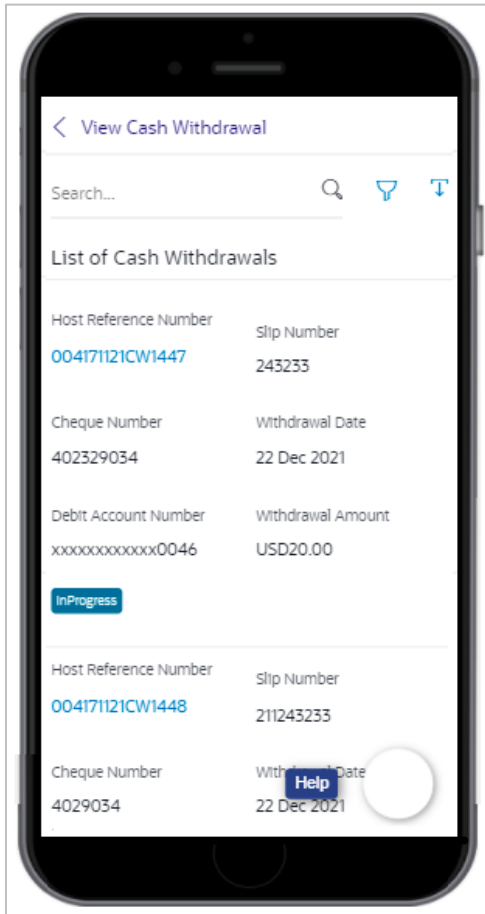 View Cash Withdrawal
Search...
List of Cash Withdrawals
Host Reference Number
Slip Number
004171121CW1447
243233
Cheque Number
Withdrawal Date
402329034
22 Dec 2021
Debit Account Number
Withdrawal Amount
xxxxxxxxxxxx0046
USD20.00
InProgress
Host Reference Number
Slip Number
004171121CW1448
211243233
Cheque Number
Date
Help
4029034
22 Dec 2021